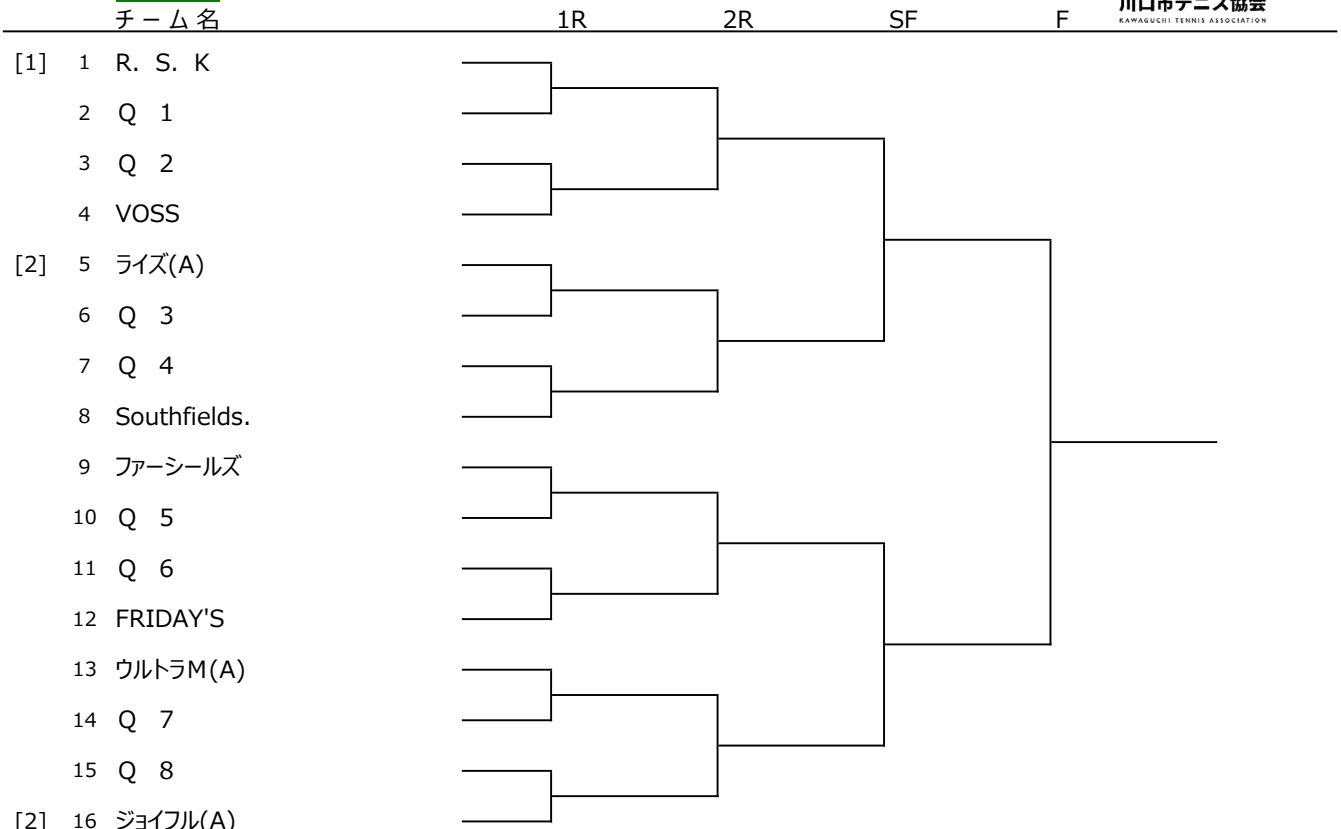 川口市テニス協会
KAWAGUCHI TENNIS ASSOCIATION
チーム名 1R 2R SF F
[1] 1 R. S. K
2 Q 1
3 Q 2
4 VOSS
[2] 5 ライズ(A)
6 Q 3
7 Q 4
8 Southfields.
9 ファーシールズ
10 Q 5
11 Q 6
12 FRIDAY'S
13 ウルトラM(A)
14 Q 7
15 Q 8
[2] 16 ジョイフル(A)